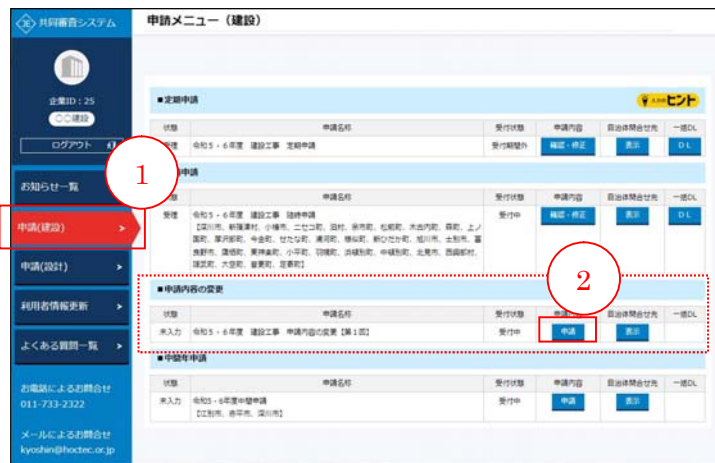 共同審査システム
申請メニュー（建設）
企業ID：25
〇〇建設
ログアウト
お知らせ一覧
申請(建設)
申請(設計)
利用者情報更新
よくある質問一覧
お電話によるお問合せ
011-733-2322
メールによるお問合せ
kyoshin@hoctec.or.jp
1
2
■定期申請
ヒント
状態 申請名称 受付状態 申請内容 自治体問合せ先 一括DL
受理 令和5・6年度 建設工事 定期申請 受付期間外 確認・修正 表示 DL
申請
申請名称 受付状態 申請内容 自治体問合せ先 一括DL
受理 令和5・6年度 建設工事 随時申請 受付中 確認・修正 表示 DL
■申請内容の変更
状態 申請名称 受付状態 自治体問合せ先 一括DL
未入力 令和5・6年度 建設工事 申請内容の変更【第1回】 受付中 申請 表示
■中間年申請
状態 申請名称 受付状態 申請内容 自治体問合せ先 一括DL
未入力 令和5・6年度中間申請 受付中 申請 表示
【江別市、赤平市、深川市】